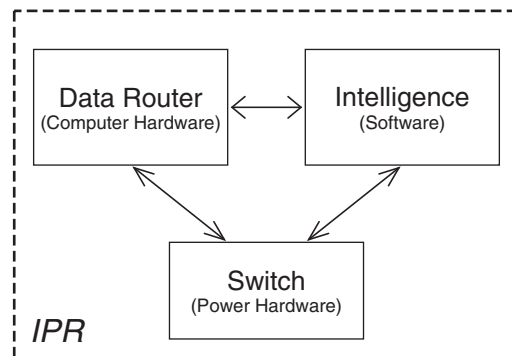 Data Router
(Computer Hardware)
Intelligence
(Software)
Switch
(Power Hardware)
IPR